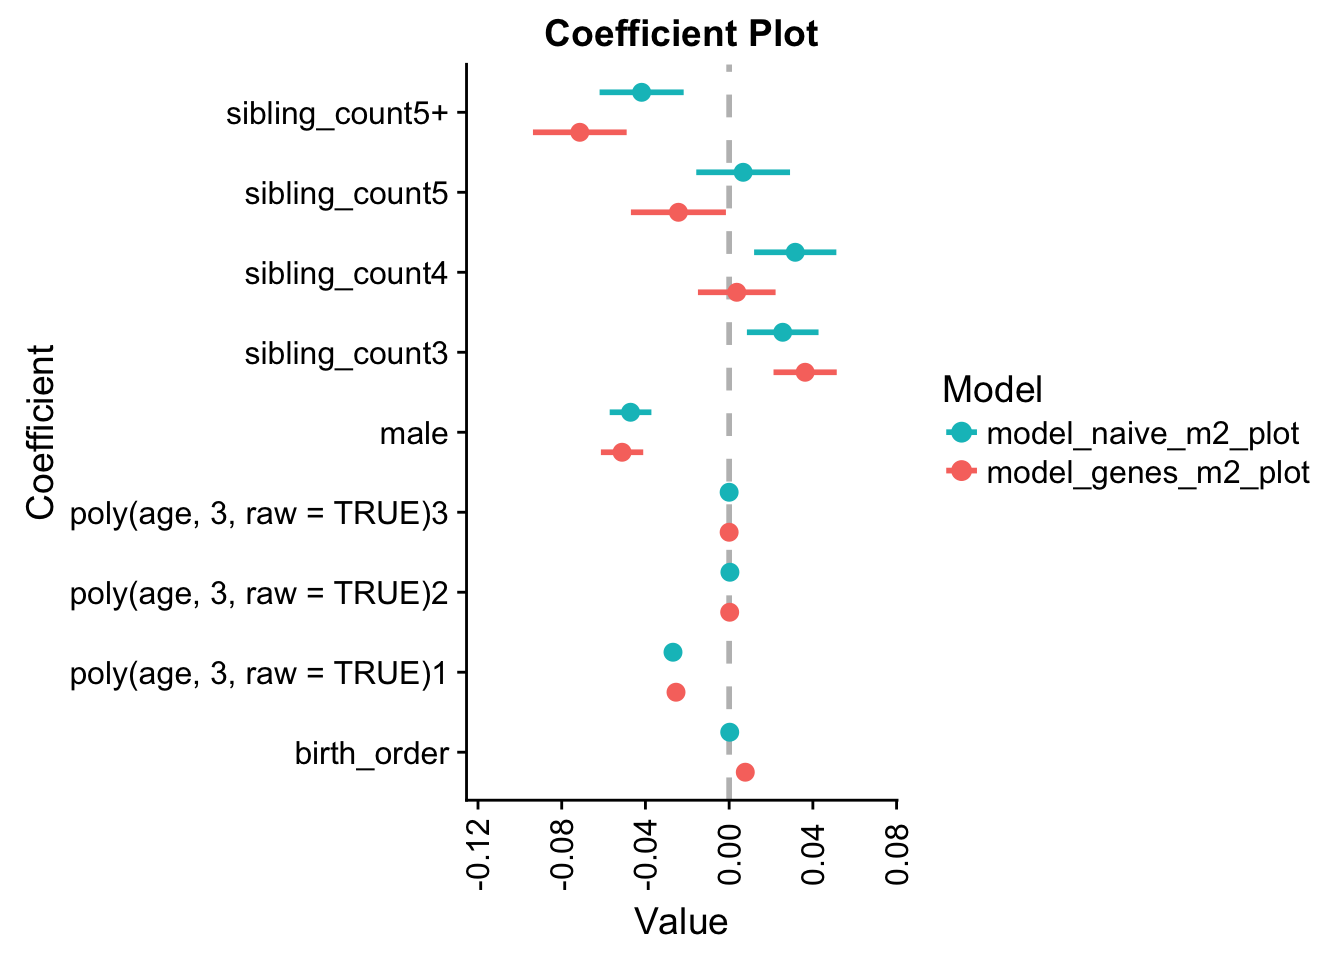 Coefficient Plot
sibling_count5+
sibling_count5
sibling_count4
sibling_count3
male
poly(age, 3, raw = TRUE)3
poly(age, 3, raw = TRUE)2
poly(age, 3, raw = TRUE)1
birth_order
Coefficient
-0.12
-0.08
-0.04
0.00
0.04
0.08
Value
Model
model_naive_m2_plot
model_genes_m2_plot